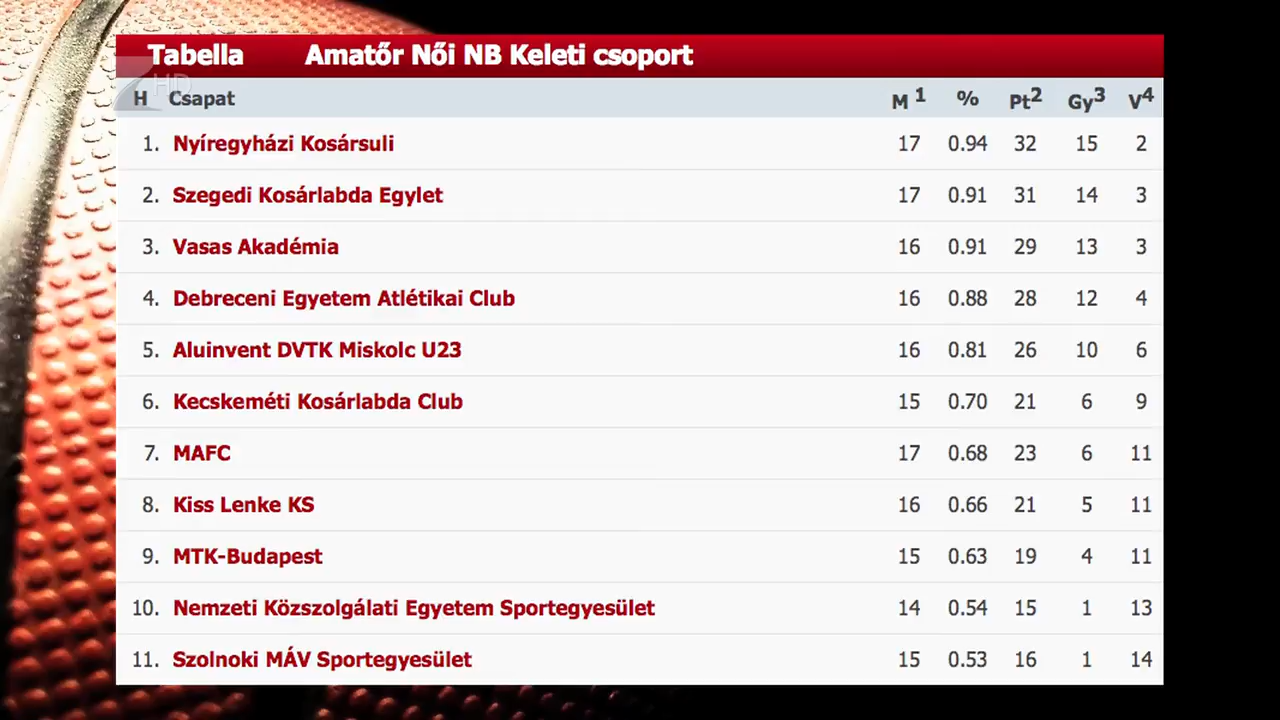 Tabella Amatőr Női NB Keleti csoport
HD
H Csapat M 1 % Pt2 Gy3 V4
1. Nyíregyházi Kosársuli 17 0.94 32 15 2
2. Szegedi Kosárlabda Egylet 17 0.91 31 14 3
3. Vasas Akadémia 16 0.91 29 13 3
4. Debreceni Egyetem Atlétikai Club 16 0.88 28 12 4
5. Aluinvent DVTK Miskolc U23 16 0.81 26 10 6
6. Kecskeméti Kosárlabda Club 15 0.70 21 6 9
7. MAFC 17 0.68 23 6 11
8. Kiss Lenke KS 16 0.66 21 5 11
9. MTK-Budapest 15 0.63 19 4 11
10. Nemzeti Közszolgálati Egyetem Sportegyesület 14 0.54 15 1 13
11. Szolnoki MÁV Sportegyesület 15 0.53 16 1 14